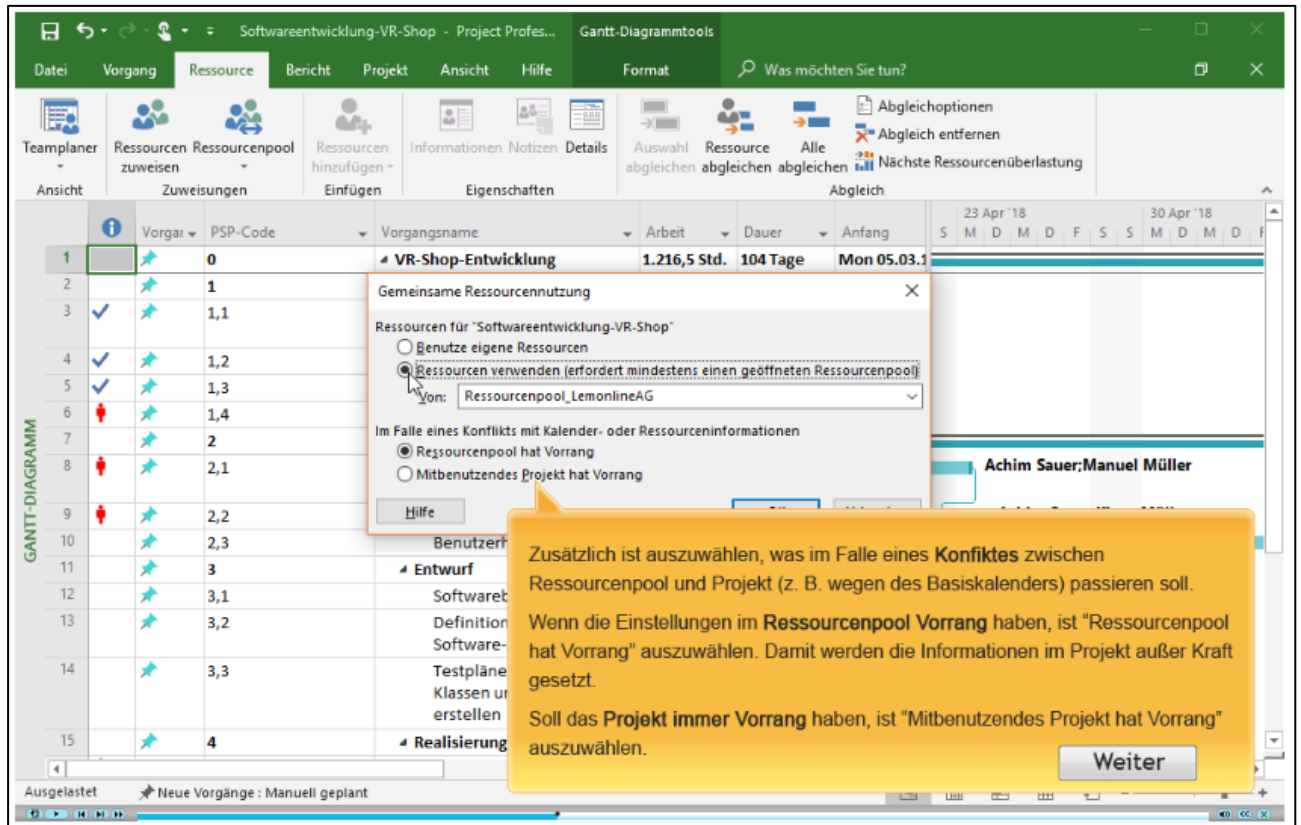 Softwareentwicklung-VR-Shop - Project Profes...
Gantt-Diagrammtools
Datei Vorgang Ressource Bericht Projekt Ansicht Hilfe Format Was möchten Sie tun?
Teamplaner
Ressourcen zuweisen
Ressourcenpool
Ressourcen hinzufügen
Informationen
Notizen
Details
Auswahl abgleichen
Ressource abgleichen
Alle abgleichen
Abgleichoptionen
Abgleich entfernen
Nächste Ressourcenüberlastung
Ansicht Zuweisungen Einfügen Eigenschaften Abgleich
23 Apr '18 30 Apr '18
Vorgar PSP-Code Vorgangsname Arbeit Dauer Anfang S M D M D F S S M D M D F
1 0 VR-Shop-Entwicklung 1.216,5 Std. 104 Tage Mon 05.03.1
2 1
3 1,1
4 1,2
5 1,3
6 1,4
7 2
8 2,1 Achim Sauer;Manuel Müller
9 2,2
10 2,3 Benutzerh
11 3 Entwurf
12 3,1 Softwareb
13 3,2 Definition
Software-
14 3,3 Testpläne
Klassen un
erstellen
15 4 Realisierung
GANTT-DIAGRAMM
Gemeinsame Ressourcennutzung
Ressourcen für "Softwareentwicklung-VR-Shop"
Benutze eigene Ressourcen
Ressourcen verwenden (erfordert mindestens einen geöffneten Ressourcenpool)
Von: Ressourcenpool_LemonlineAG
Im Falle eines Konflikts mit Kalender- oder Ressourceninformationen
Ressourcenpool hat Vorrang
Mitbenutzendes Projekt hat Vorrang
Hilfe
Zusätzlich ist auszuwählen, was im Falle eines Konfiktes zwischen
Ressourcenpool und Projekt (z. B. wegen des Basiskalenders) passieren soll.
Wenn die Einstellungen im Ressourcenpool Vorrang haben, ist “Ressourcenpool
hat Vorrang” auszuwählen. Damit werden die Informationen im Projekt außer Kraft
gesetzt.
Soll das Projekt immer Vorrang haben, ist “Mitbenutzendes Projekt hat Vorrang”
auszuwählen.
Weiter
Ausgelastet Neue Vorgänge : Manuell geplant
CC